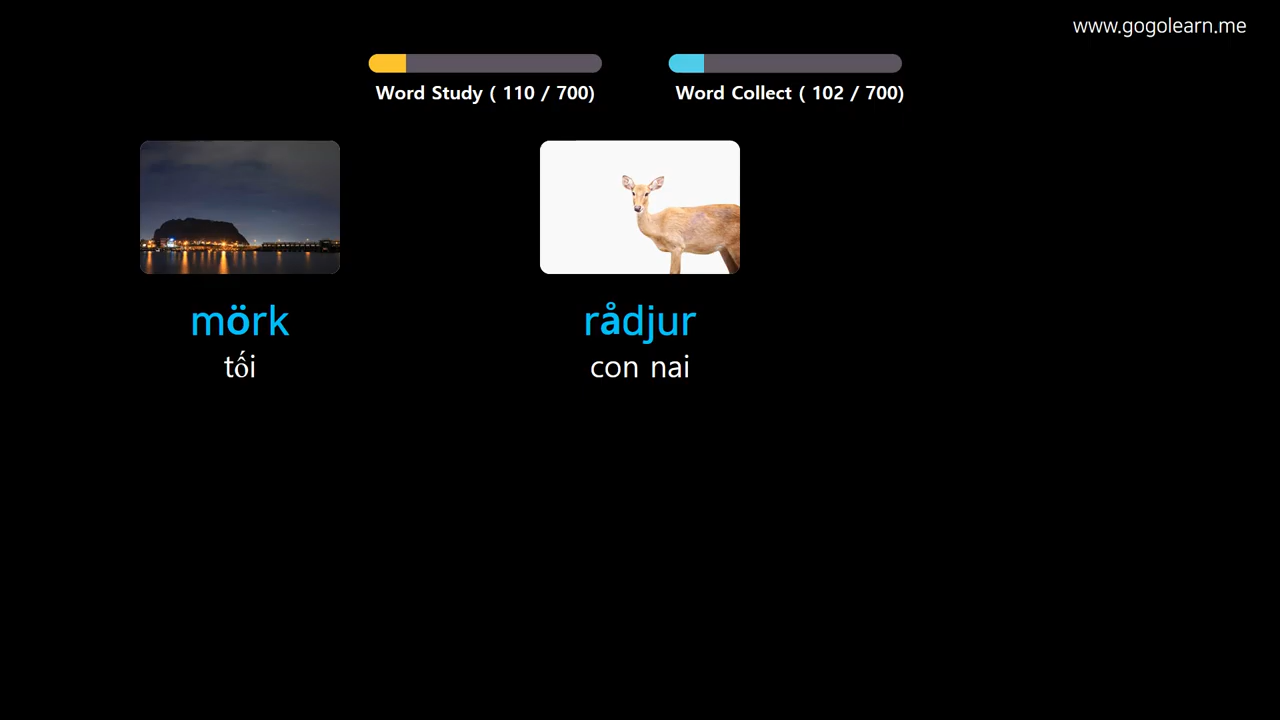 www.gogolearn.me
Word Study ( 110 / 700)
Word Collect ( 102 / 700)
mörk
tối
rådjur
con nai